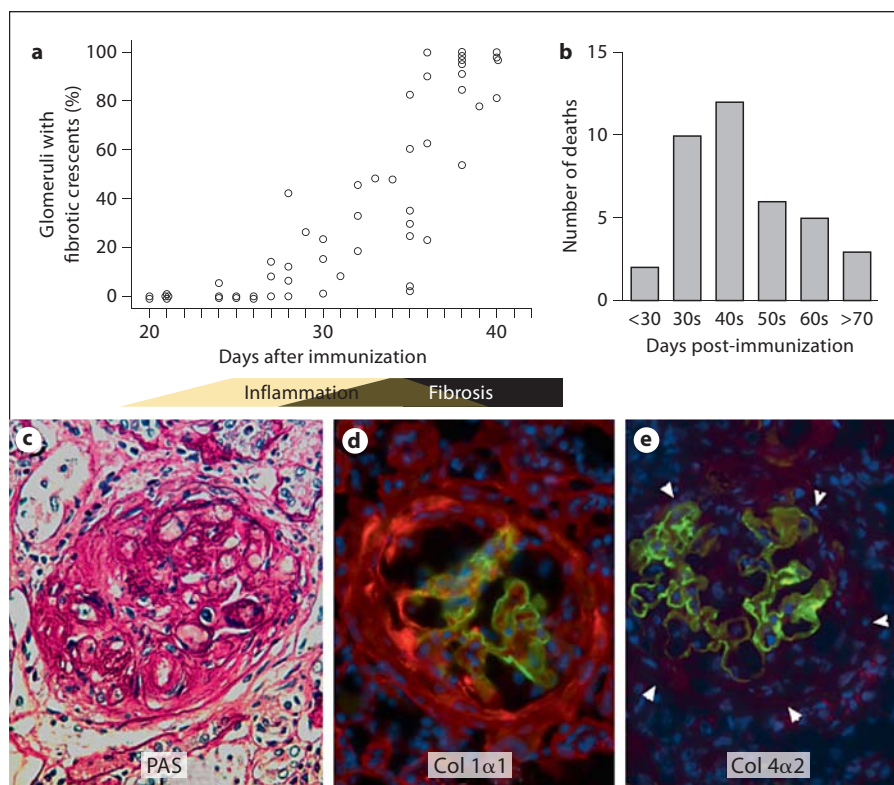 a
100
80
60
40
20
0
Glomeruli with
fibrotic crescents (%)
20
30
40
Days after immunization
Inflammation
Fibrosis
b
15
10
5
0
Number of deaths
<30
30s
40s
50s
60s
>70
Days post-immunization
c
PAS
d
Col 1α1
e
Col 4α2